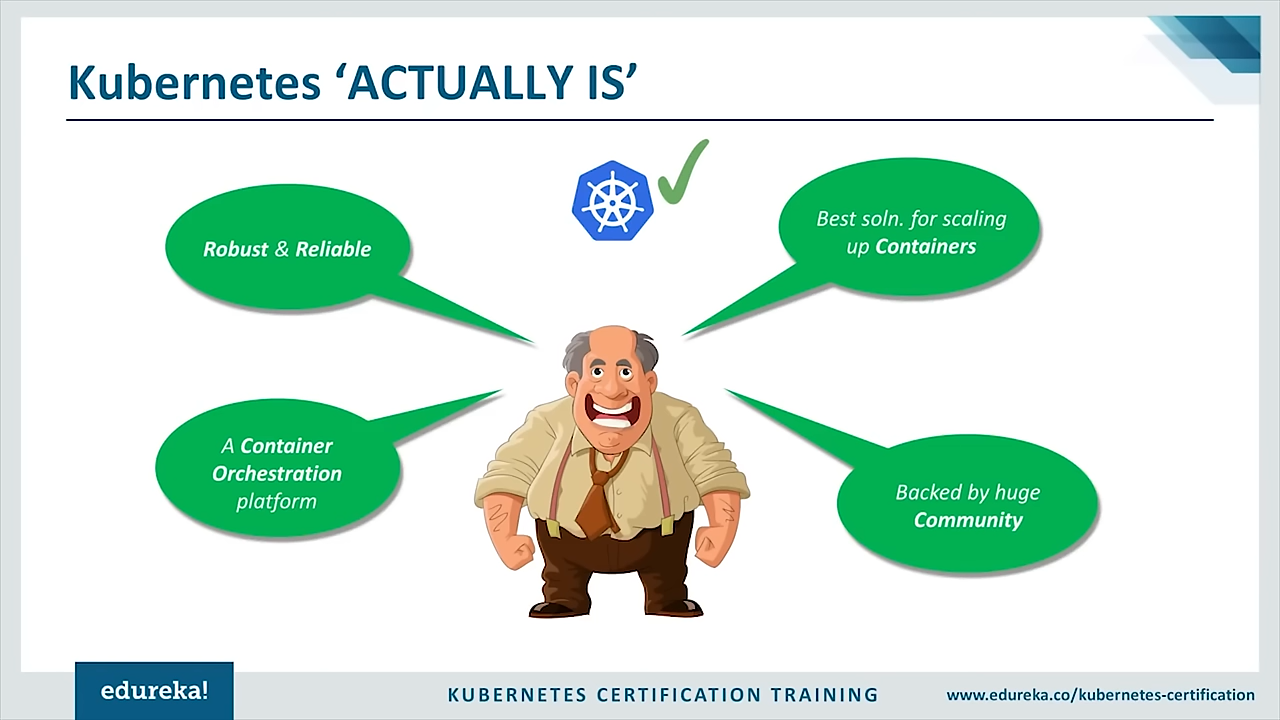 Kubernetes ‘ACTUALLY IS’
Robust & Reliable
Best soln. for scaling
up Containers
A Container
Orchestration
platform
Backed by huge
Community
edureka!
KUBERNETES CERTIFICATION TRAINING
www.edureka.co/kubernetes-certification